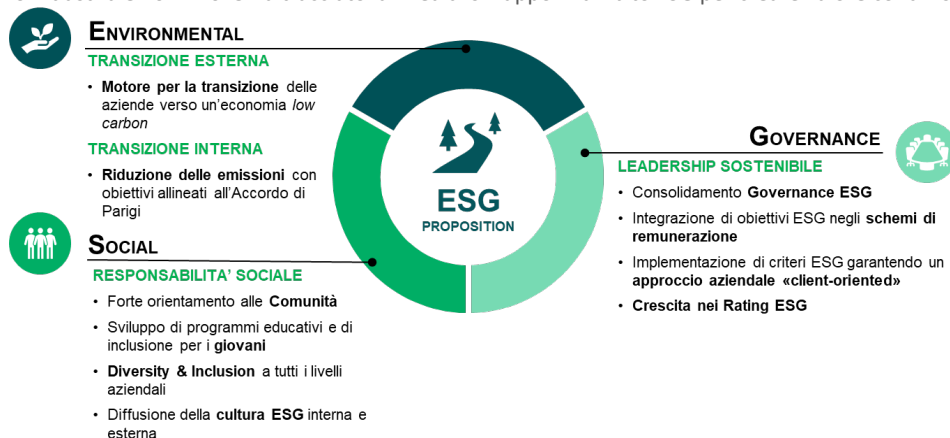 ENVIRONMENTAL
TRANSIZIONE ESTERNA
• Motore per la transizione delle
aziende verso un'economia low
carbon
TRANSIZIONE INTERNA
• Riduzione delle emissioni con
obiettivi allineati all'Accordo di
Parigi
SOCIAL
RESPONSABILITA' SOCIALE
• Forte orientamento alle Comunità
• Sviluppo di programmi educativi e di
inclusione per i giovani
• Diversity & Inclusion a tutti i livelli
aziendali
• Diffusione della cultura ESG interna e
esterna
ESG
PROPOSITION
GOVERNANCE
LEADERSHIP SOSTENIBILE
• Consolidamento Governance ESG
• Integrazione di obiettivi ESG negli schemi di
remunerazione
• Implementazione di criteri ESG garantendo un
approccio aziendale «client-oriented»
• Crescita nei Rating ESG